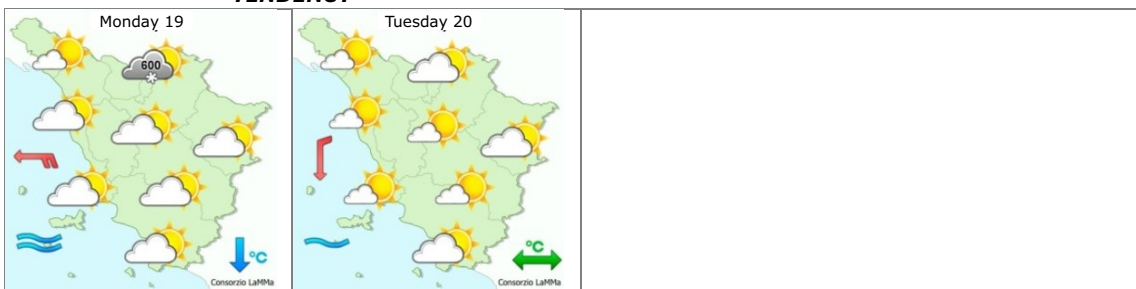 TENDENCY
Monday 19
Tuesday 20
600
°C
Consorzio LaMMa
°C
Consorzio LaMMa